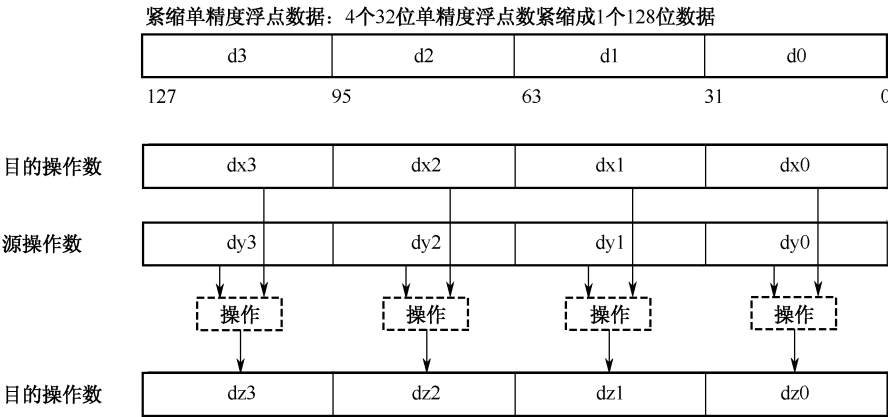 紧缩单精度浮点数据：4个32位单精度浮点数紧缩成1个128位数据
d3 d2 d1 d0
127 95 63 31 0
目的操作数 dx3 dx2 dx1 dx0
源操作数 dy3 dy2 dy1 dy0
操作 操作 操作 操作
目的操作数 dz3 dz2 dz1 dz0